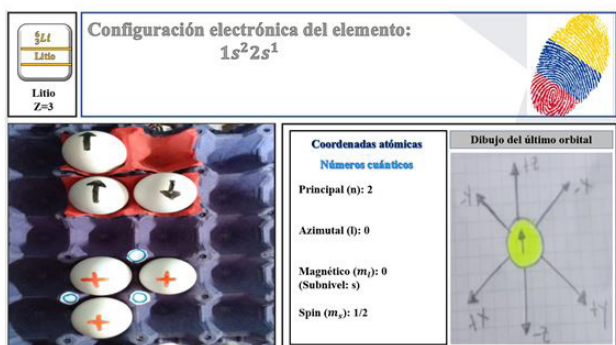 Configuración electrónica del elemento:
1s²2s¹
⁶₃Li
Litio
Litio
Z=3
Coordenadas atómicas
Números cuánticos
Principal (n): 2
Azimutal (l): 0
Magnético (mₗ): 0
(Subnivel: s)
Spin (mₛ): 1/2
Dibujo del último orbital